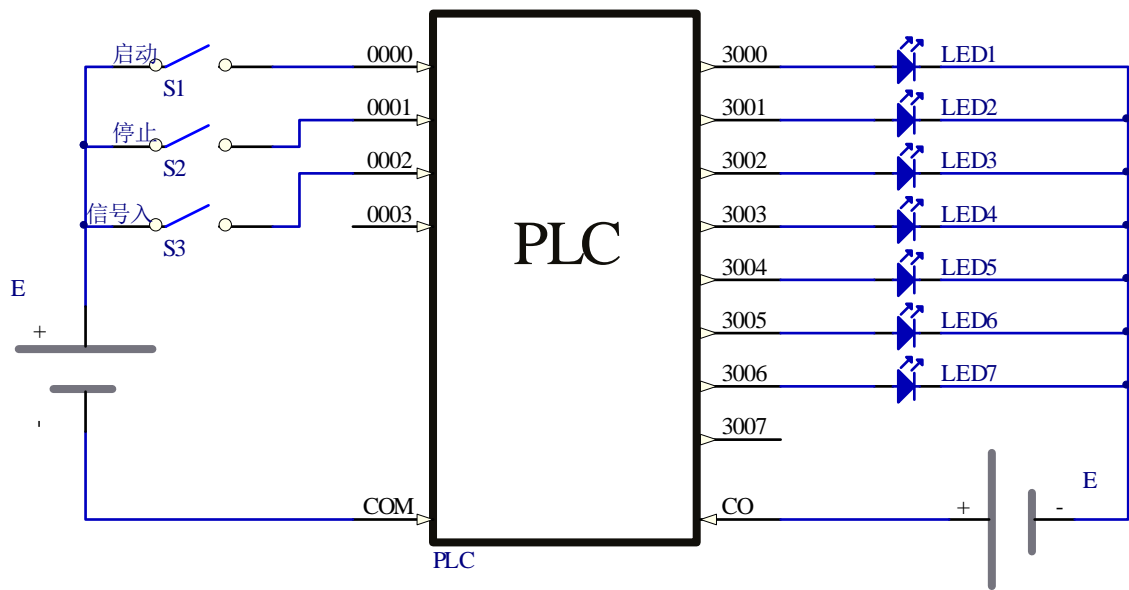 启动
S1
0000
停止
S2
0001
信号入
S3
0002
0003
E
+
-
COM
PLC
PLC
3000
LED1
3001
LED2
3002
LED3
3003
LED4
3004
LED5
3005
LED6
3006
LED7
3007
CO
+
-
E